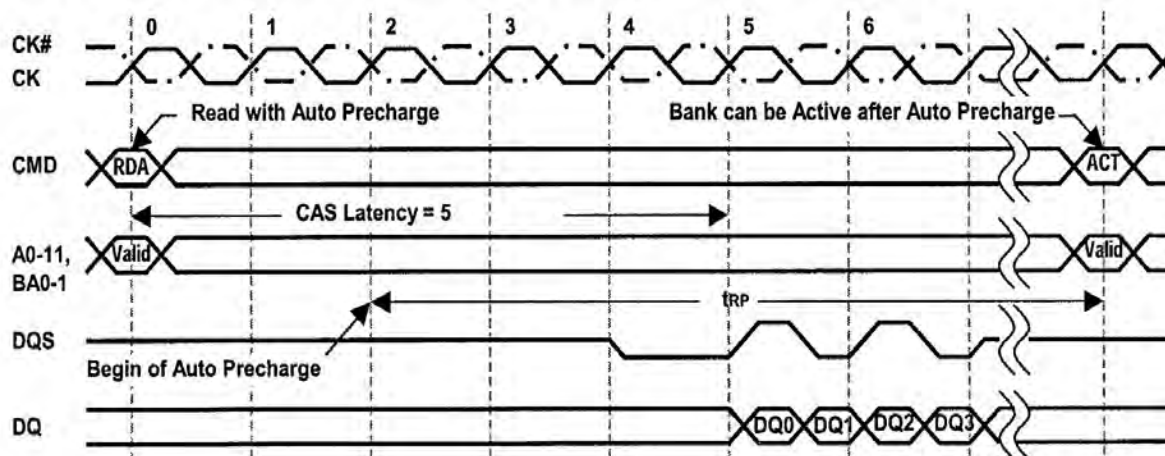 0 1 2 3 4 5 6
CK#
CK
Read with Auto Precharge
Bank can be Active after Auto Precharge
CMD
RDA
ACT
CAS Latency = 5
A0-11,
BA0-1
Valid
Valid
tRP
DQS
Begin of Auto Precharge
DQ
DQ0 DQ1 DQ2 DQ3